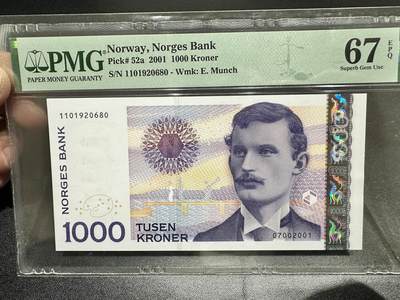 PMG
PAPER MONEY GUARANTY
Norway, Norges Bank
Pick# 52a 2001 1000 Kroner
S/N 1101920680 - Wmk: E. Munch
67 EPQ
Superb Gem Unc
1101920680
NORGES BANK
1000
TUSEN
KRONER
07002001